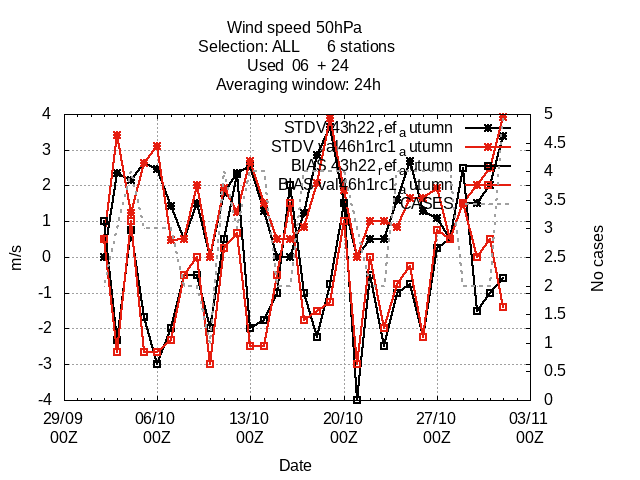 Wind speed 50hPa
Selection: ALL 6 stations
Used 06 + 24
Averaging window: 24h
4 5
STDV 43h22_ref_autumn 4.5
3 STDV val46h1rc1_autumn 4
BIAS 43h22_ref_autumn
2 BIAS val46h1rc1_autumn
CASES 3.5
1 3
m/s 0 2.5 No cases
-1 2
1.5
-2 1
-3 0.5
-4 0
29/09 06/10 13/10 20/10 27/10 03/11
00Z 00Z 00Z 00Z 00Z 00Z
Date